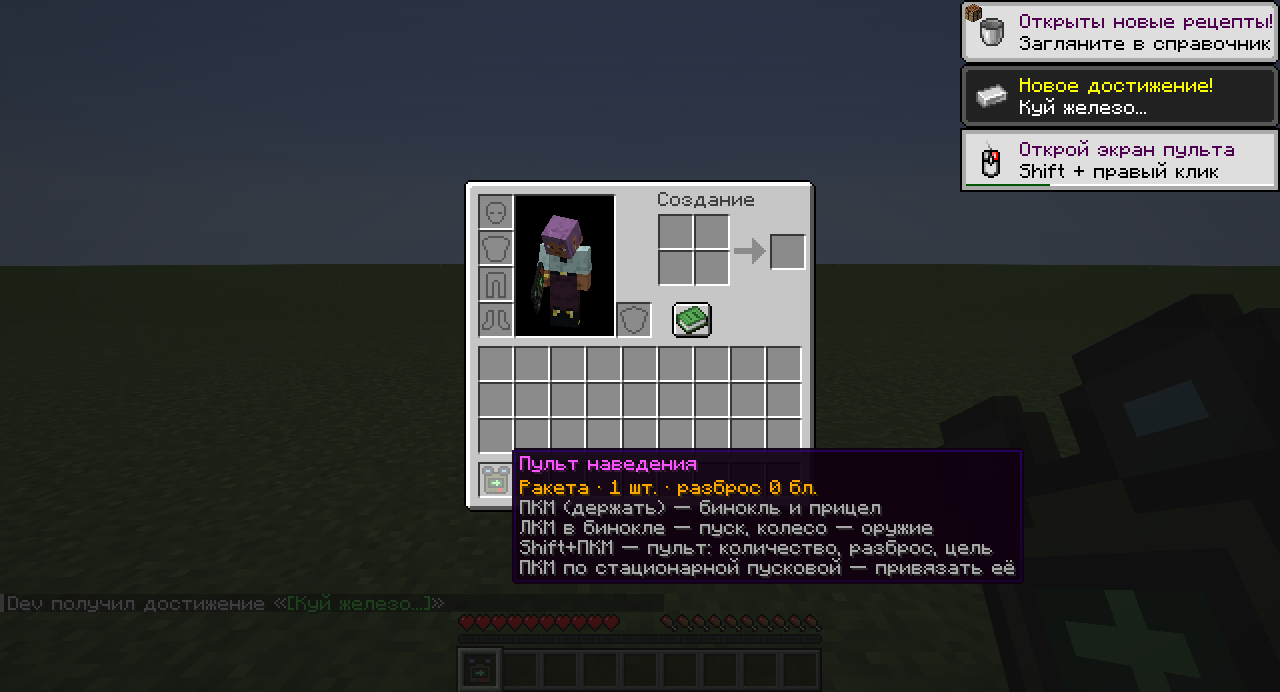 Открыты новые рецепты!
Загляните в справочник
Новое достижение!
Куй железо...
Открой экран пульта
Shift + правый клик
Создание
Пульт наведения
Ракета · 1 шт. · разброс 0 бл.
ПКМ (держать) — бинокль и прицел
ЛКМ в бинокле — пуск, колесо — оружие
Shift+ПКМ — пульт: количество, разброс, цель
ПКМ по стационарной пусковой — привязать её
Dev получил достижение «[Куй железо...]»